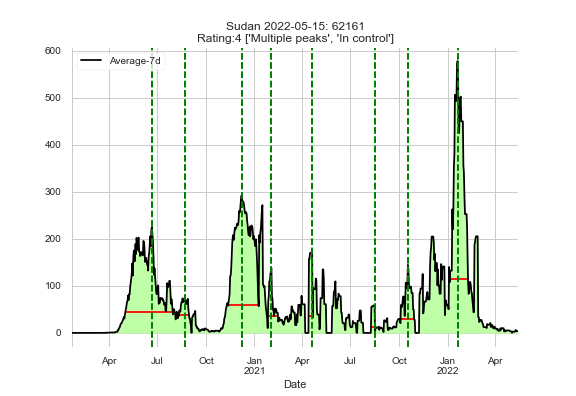 Sudan 2022-05-15: 62161
Rating:4 ['Multiple peaks', 'In control']
Average-7d
600
500
400
300
200
100
0
Apr Jul Oct Jan Apr Jul Oct Jan Apr
2021 2022
Date